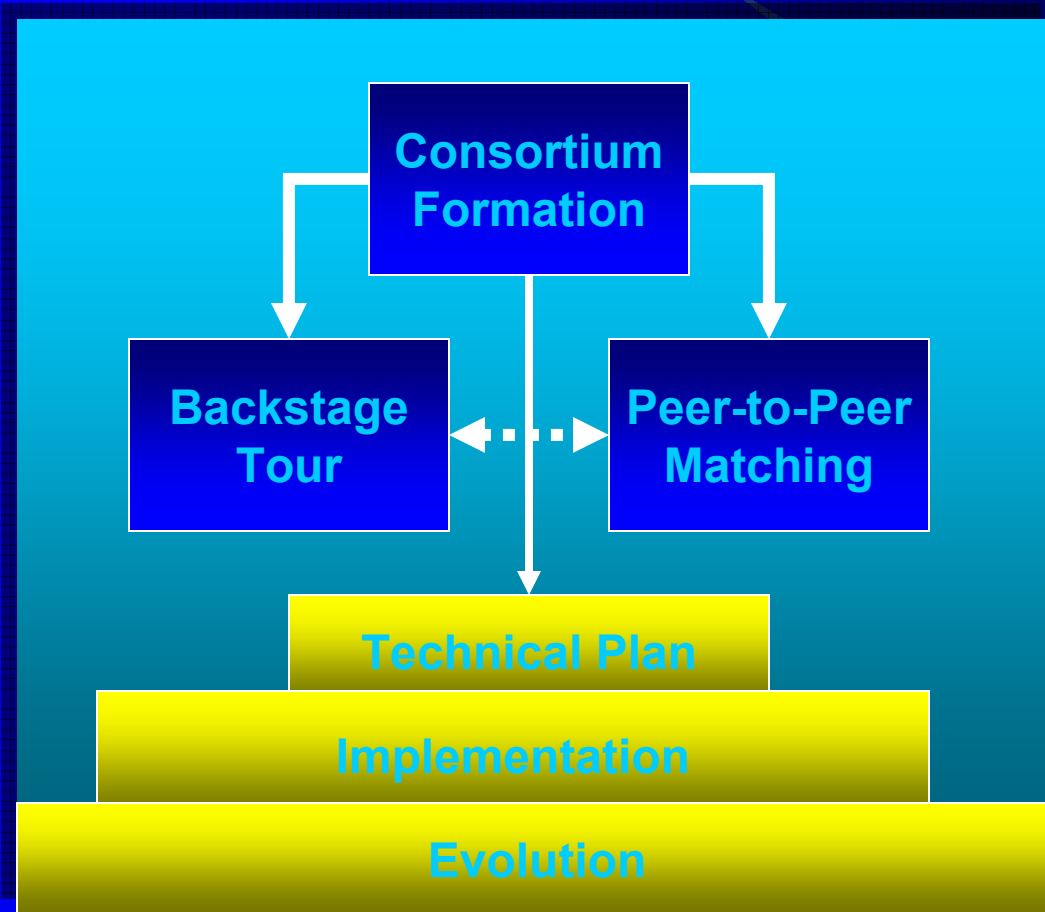 Consortium
Formation
Backstage
Tour
Peer-to-Peer
Matching
Technical Plan
Implementation
Evolution